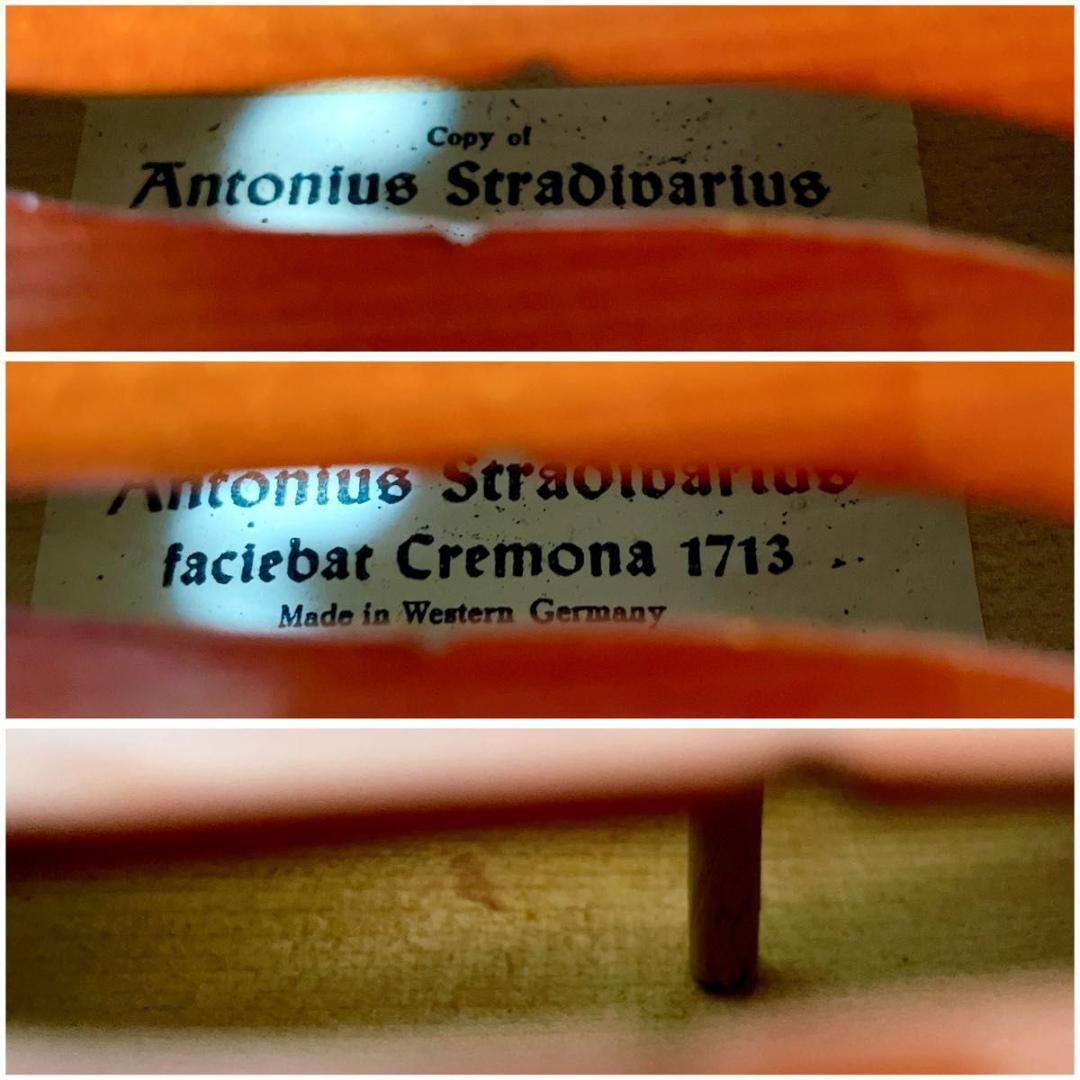 Copy of
Antonius Stradivarius
Antonius Stradivarius
faciebat Cremona 1713
Made in Western Germany